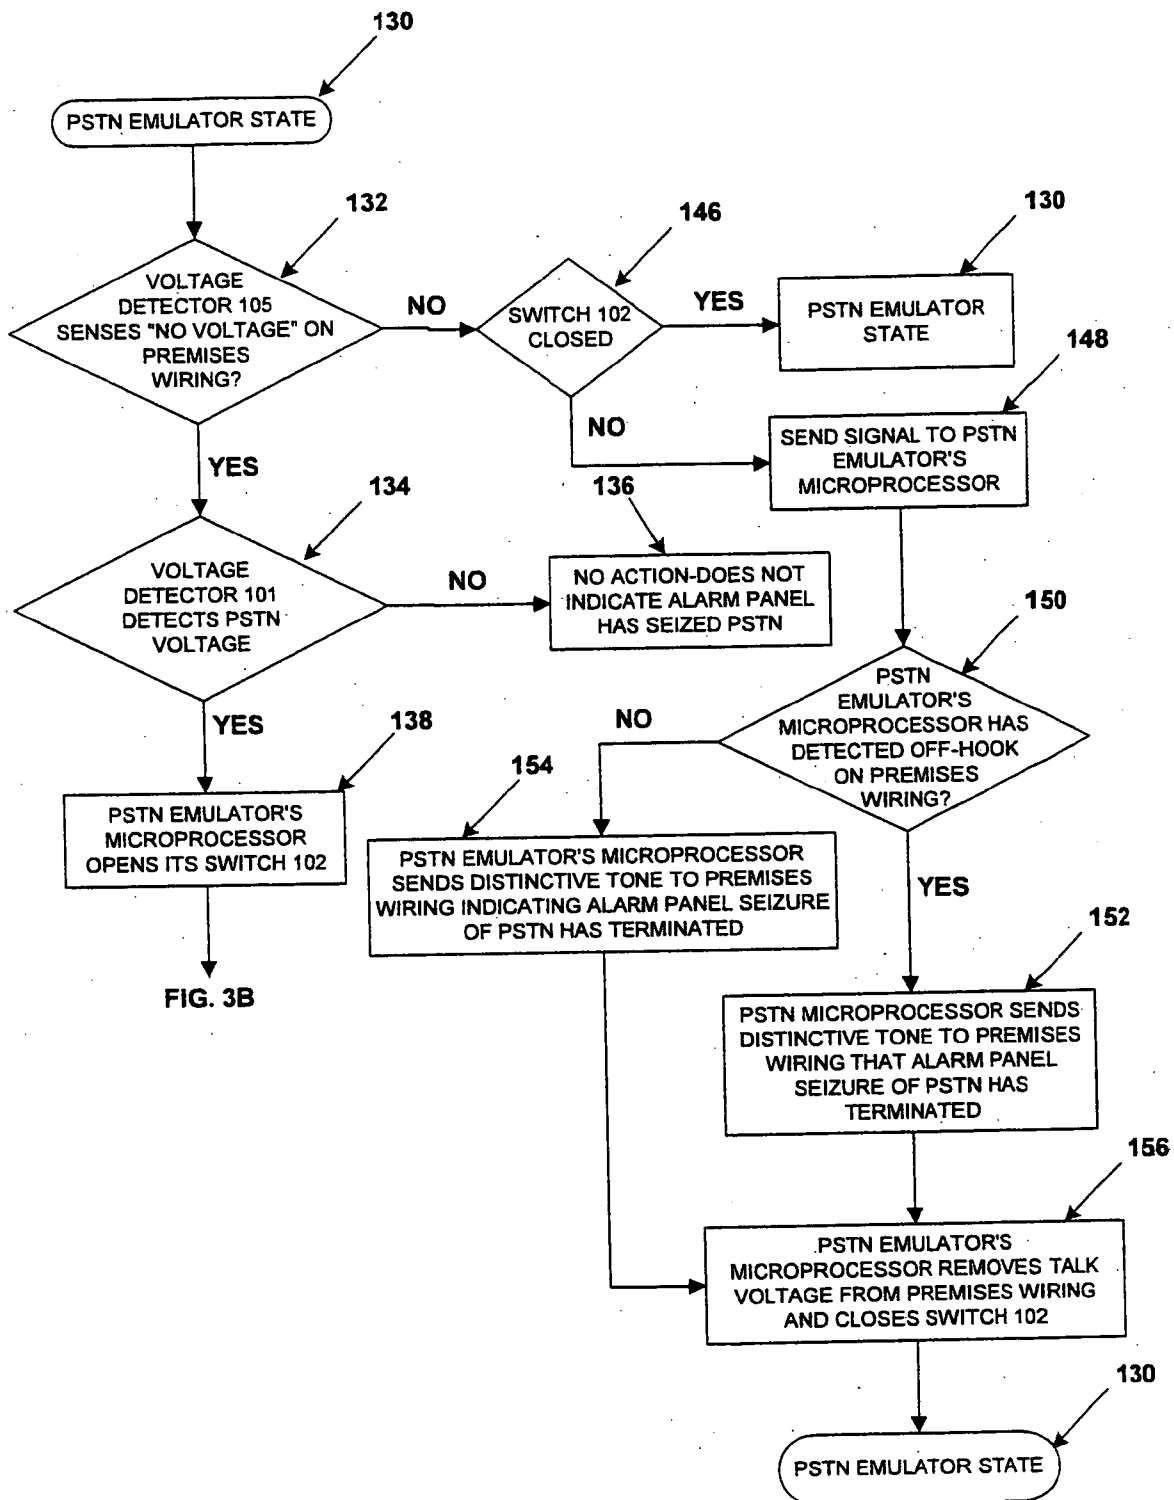 130
PSTN EMULATOR STATE
132
VOLTAGE
DETECTOR 105
SENSES "NO VOLTAGE" ON
PREMISES
WIRING?
NO
146
SWITCH 102
CLOSED
YES
130
PSTN EMULATOR
STATE
NO
148
SEND SIGNAL TO PSTN
EMULATOR'S
MICROPROCESSOR
YES
134
VOLTAGE
DETECTOR 101
DETECTS PSTN
VOLTAGE
NO
136
NO ACTION-DOES NOT
INDICATE ALARM PANEL
HAS SEIZED PSTN
150
PSTN
EMULATOR'S
MICROPROCESSOR HAS
DETECTED OFF-HOOK
ON PREMISES
WIRING?
YES
138
PSTN EMULATOR'S
MICROPROCESSOR
OPENS ITS SWITCH 102
FIG. 3B
NO
154
PSTN EMULATOR'S MICROPROCESSOR
SENDS DISTINCTIVE TONE TO PREMISES
WIRING INDICATING ALARM PANEL SEIZURE
OF PSTN HAS TERMINATED
YES
152
PSTN MICROPROCESSOR SENDS
DISTINCTIVE TONE TO PREMISES
WIRING THAT ALARM PANEL
SEIZURE OF PSTN HAS
TERMINATED
156
PSTN EMULATOR'S
MICROPROCESSOR REMOVES TALK
VOLTAGE FROM PREMISES WIRING
AND CLOSES SWITCH 102
130
PSTN EMULATOR STATE